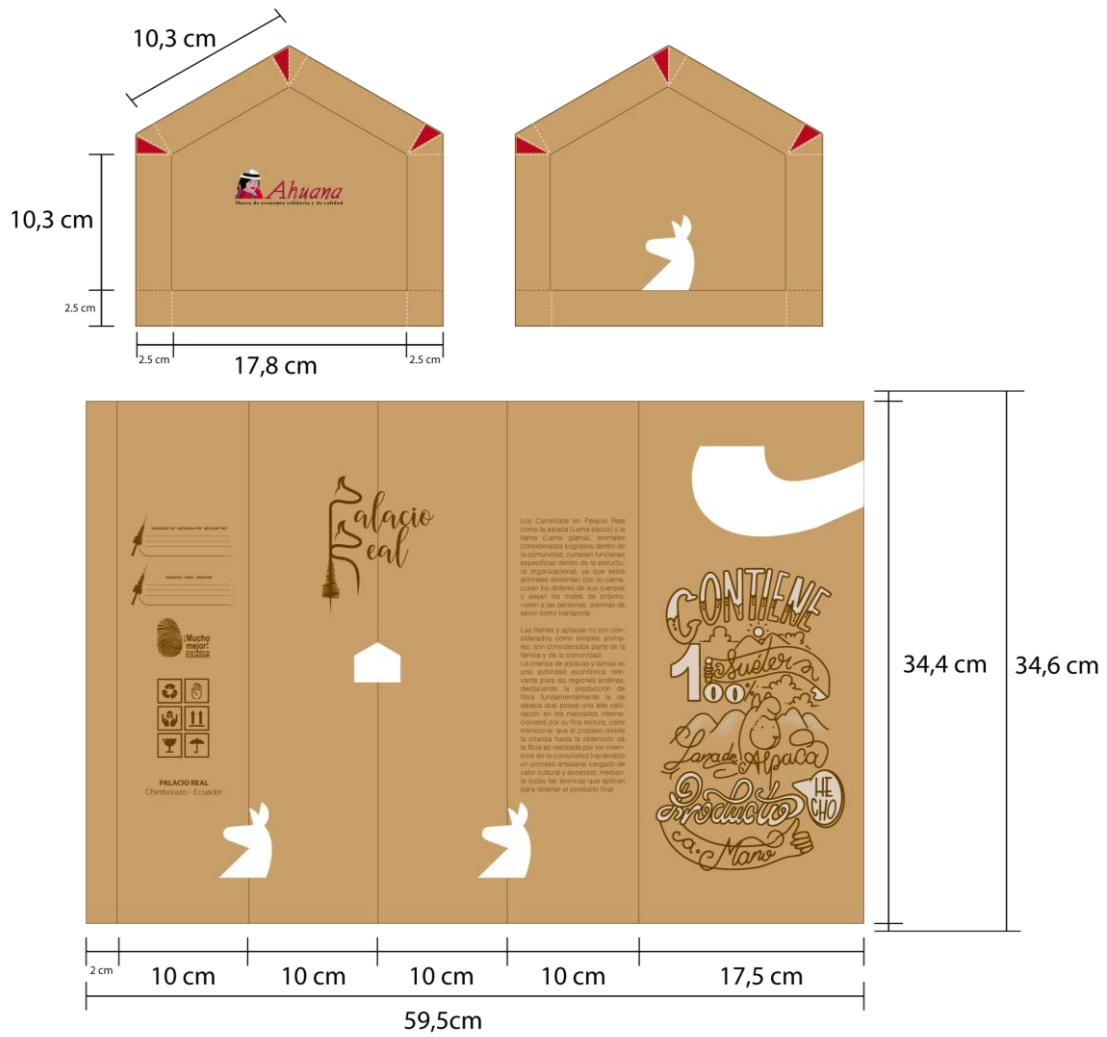 10,3 cm
Ahuana
Marca de economía solidaria y de calidad
10,3 cm
2.5 cm
2.5 cm
17,8 cm
2.5 cm
¡Mucho
mejor!
ECUADOR
PALACIO REAL
Chimborazo - Ecuador
Palacio
Real
Los Camélidos en Palacio Real
como la alpaca (Lama pacos) y la
llama (Lama glama), animales
considerados sagrados dentro de
la comunidad, cumplen funciones
específicas dentro de la estructu-
ra organizacional, ya que estos
animales alimentan con su carne,
curan los dolores de sus cuerpos
y alejan los males de prójimo,
visten a las personas, ademas de
servir como transporte.
Las llamas y aplacas no son con-
siderados como simples anima-
les, son considerados parte de la
familia y de la comunidad.
La crianza de alpacas y llamas es
una actividad económica rele-
vante para las regiones andinas,
destacando la producción de
fibra fundamentalmente la de
alpaca que posee una alta valo-
ración en los mercados interna-
cionales por su fina textura, cabe
mencionar que el proceso desde
la crianza hasta la obtención de
la fibra es realizada por los miem-
bros de la comunidad haciéndolo
un proceso artesanal cargado de
valor cultural y ancestral, median-
te todas las técnicas que aplican
para obtener el producto final
CONTIENE
1 Suéter
00%
Lana de Alpaca
Producto HE
CHO
a Mano
34,4 cm
34,6 cm
2 cm
10 cm
10 cm
10 cm
10 cm
17,5 cm
59,5cm